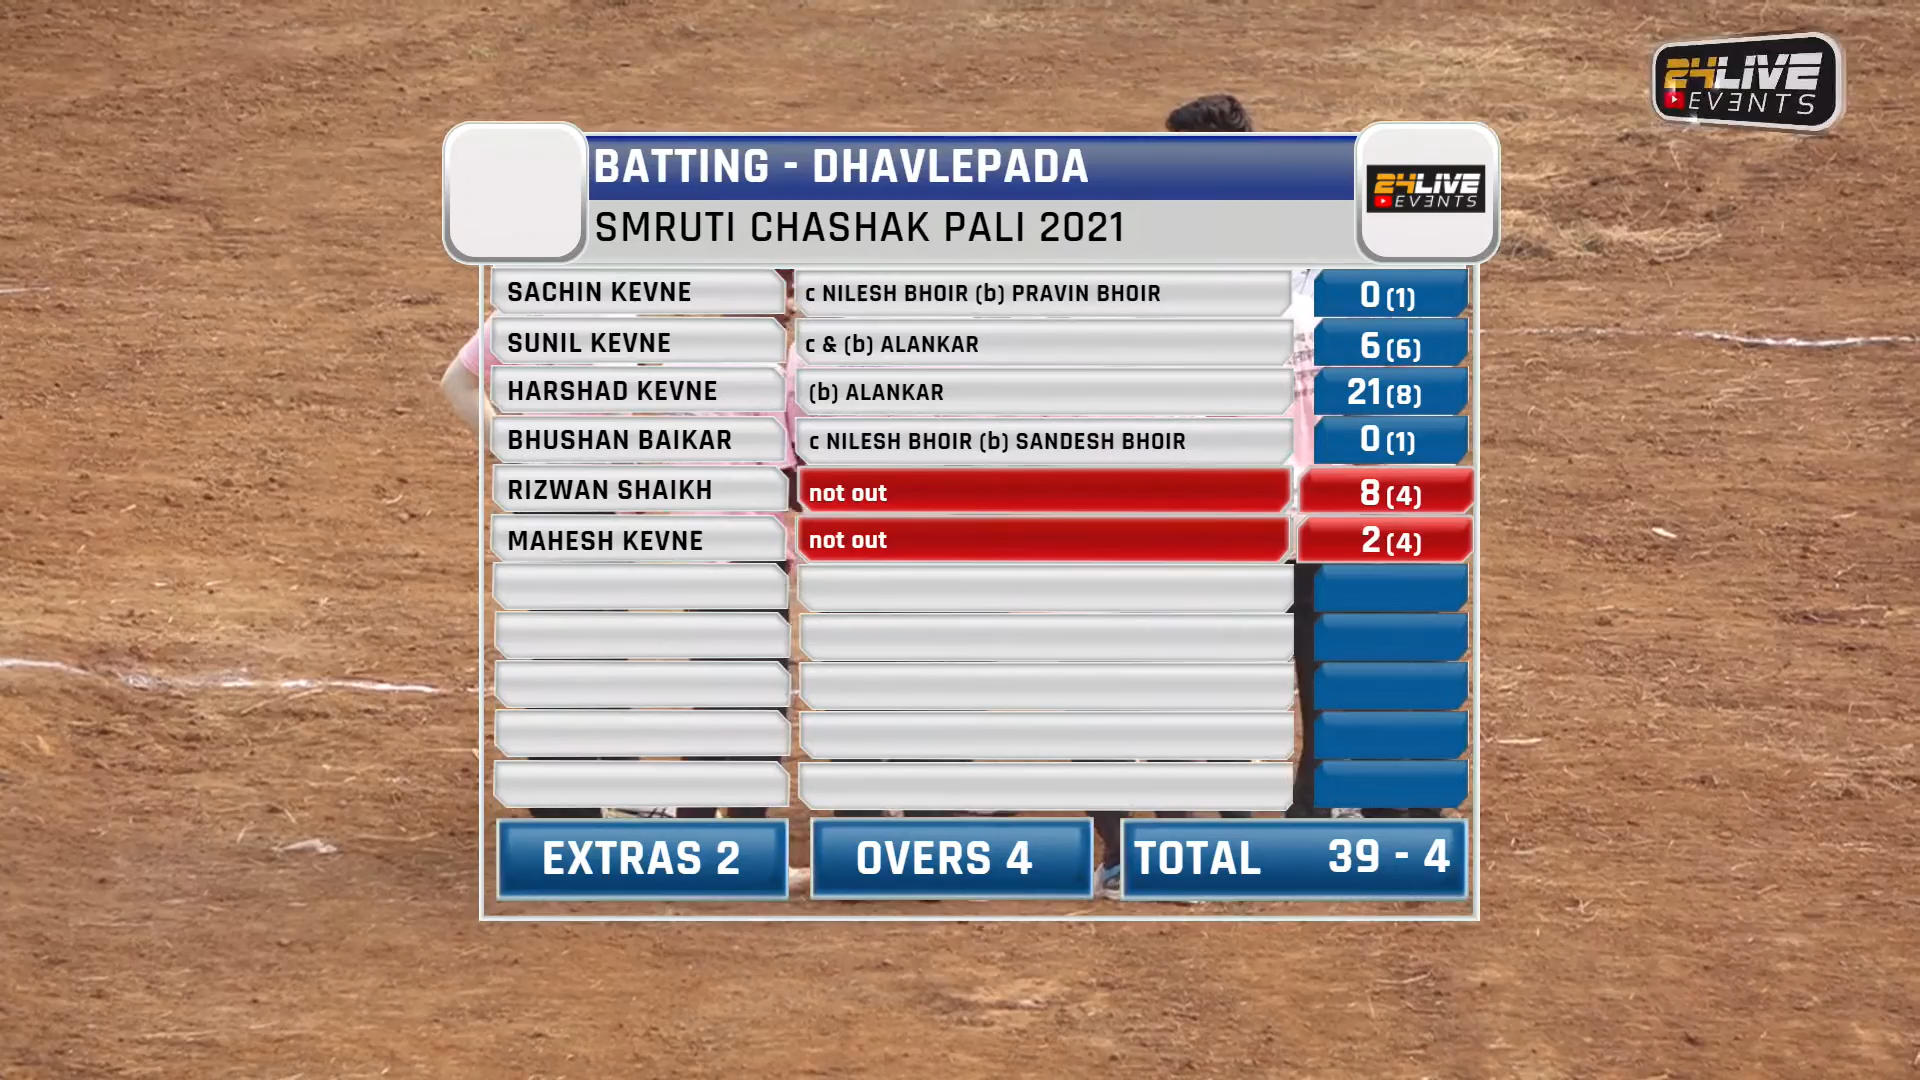 24LIVE
EVENTS
BATTING - DHAVLEPADA
SMRUTI CHASHAK PALI 2021
24LIVE
EVENTS
SACHIN KEVNE c NILESH BHOIR (b) PRAVIN BHOIR 0 (1)
SUNIL KEVNE c & (b) ALANKAR 6 (6)
HARSHAD KEVNE (b) ALANKAR 21 (8)
BHUSHAN BAIKAR c NILESH BHOIR (b) SANDESH BHOIR 0 (1)
RIZWAN SHAIKH not out 8 (4)
MAHESH KEVNE not out 2 (4)
EXTRAS 2 OVERS 4 TOTAL 39 - 4